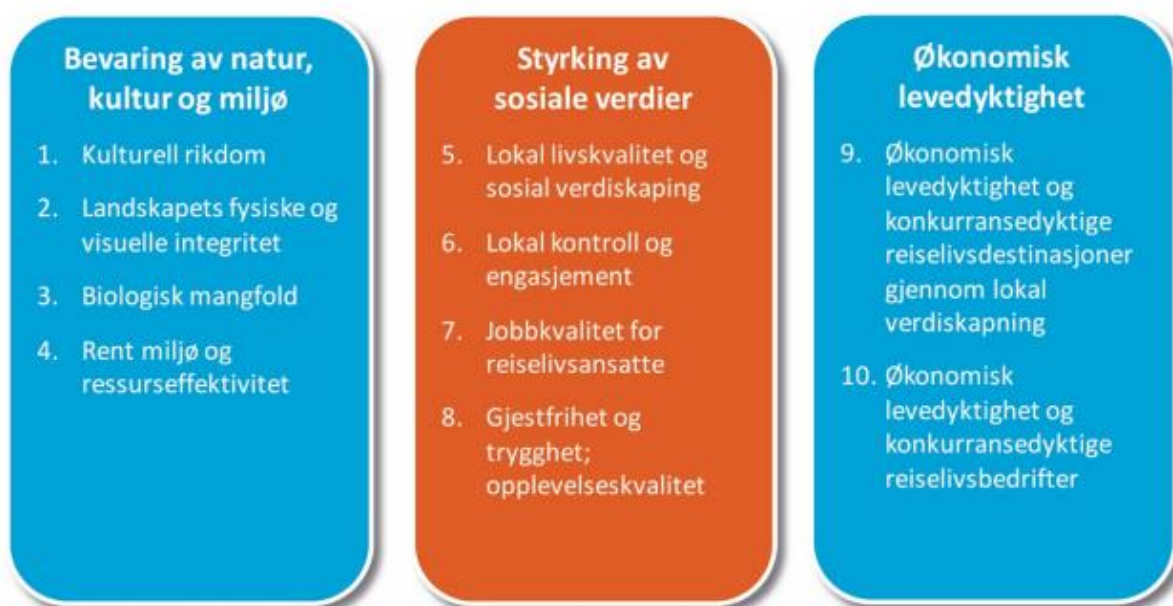 Bevaring av natur,
kultur og miljø
1. Kulturell rikdom
2. Landskapets fysiske og
visuelle integritet
3. Biologisk mangfold
4. Rent miljø og
ressurseffektivitet
Styrking av
sosiale verdier
5. Lokal livskvalitet og
sosial verdiskaping
6. Lokal kontroll og
engasjement
7. Jobbkvalitet for
reiselivsansatte
8. Gjestfrihet og
trygghet;
opplevelseskvalitet
Økonomisk
levedyktighet
9. Økonomisk
levedyktighet og
konkurransedyktige
reiselivsdestinasjoner
gjennom lokal
verdiskapning
10. Økonomisk
levedyktighet og
konkurransedyktige
reiselivsbedrifter